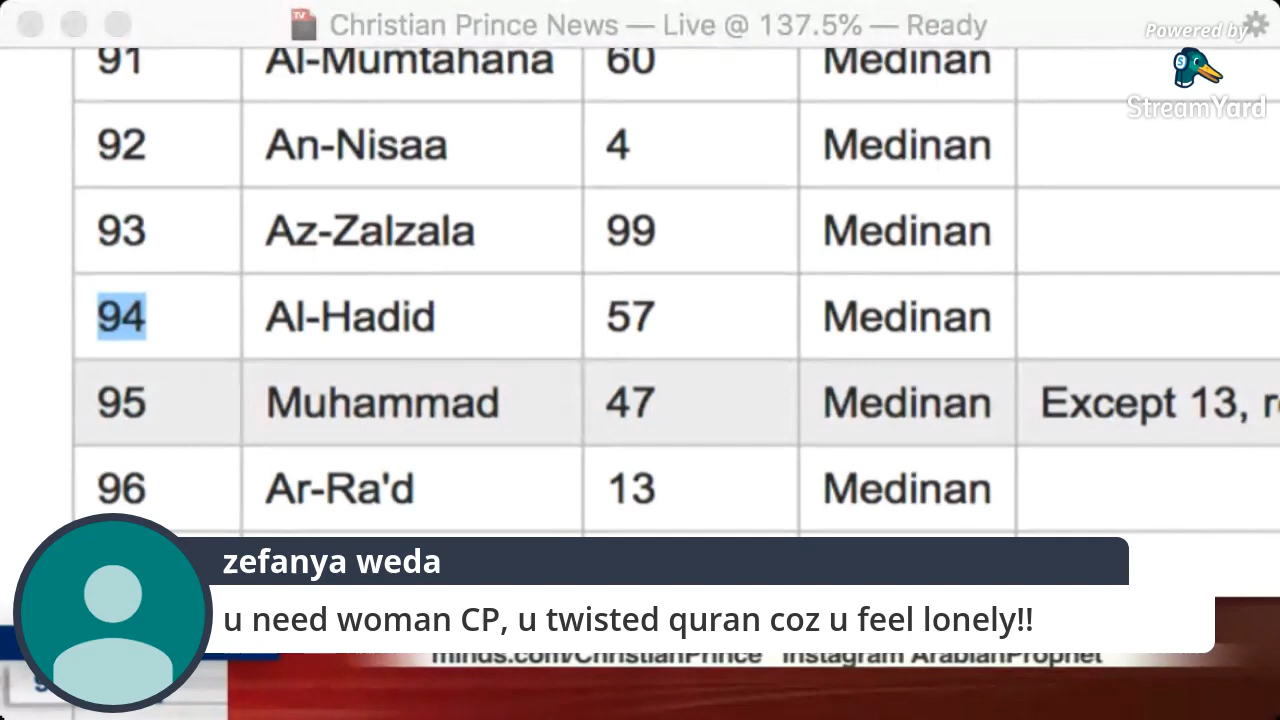 Christian Prince News — Live @ 137.5% — Ready
Powered by
StreamYard
91 Al-Mumtahana 60 Medinan
92 An-Nisaa 4 Medinan
93 Az-Zalzala 99 Medinan
94 Al-Hadid 57 Medinan
95 Muhammad 47 Medinan Except 13,
96 Ar-Ra'd 13 Medinan
zefanya weda
u need woman CP, u twisted quran coz u feel lonely!!
minds.com/ChristianPrince Instagram ArabianProphet